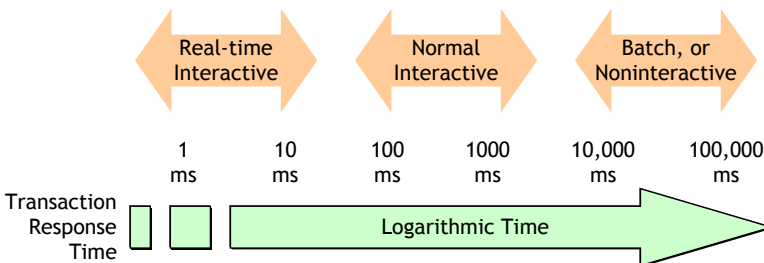 Real-time
Interactive
Normal
Interactive
Batch, or
Noninteractive
1
ms
10
ms
100
ms
1000
ms
10,000
ms
100,000
ms
Transaction
Response
Time
Logarithmic Time